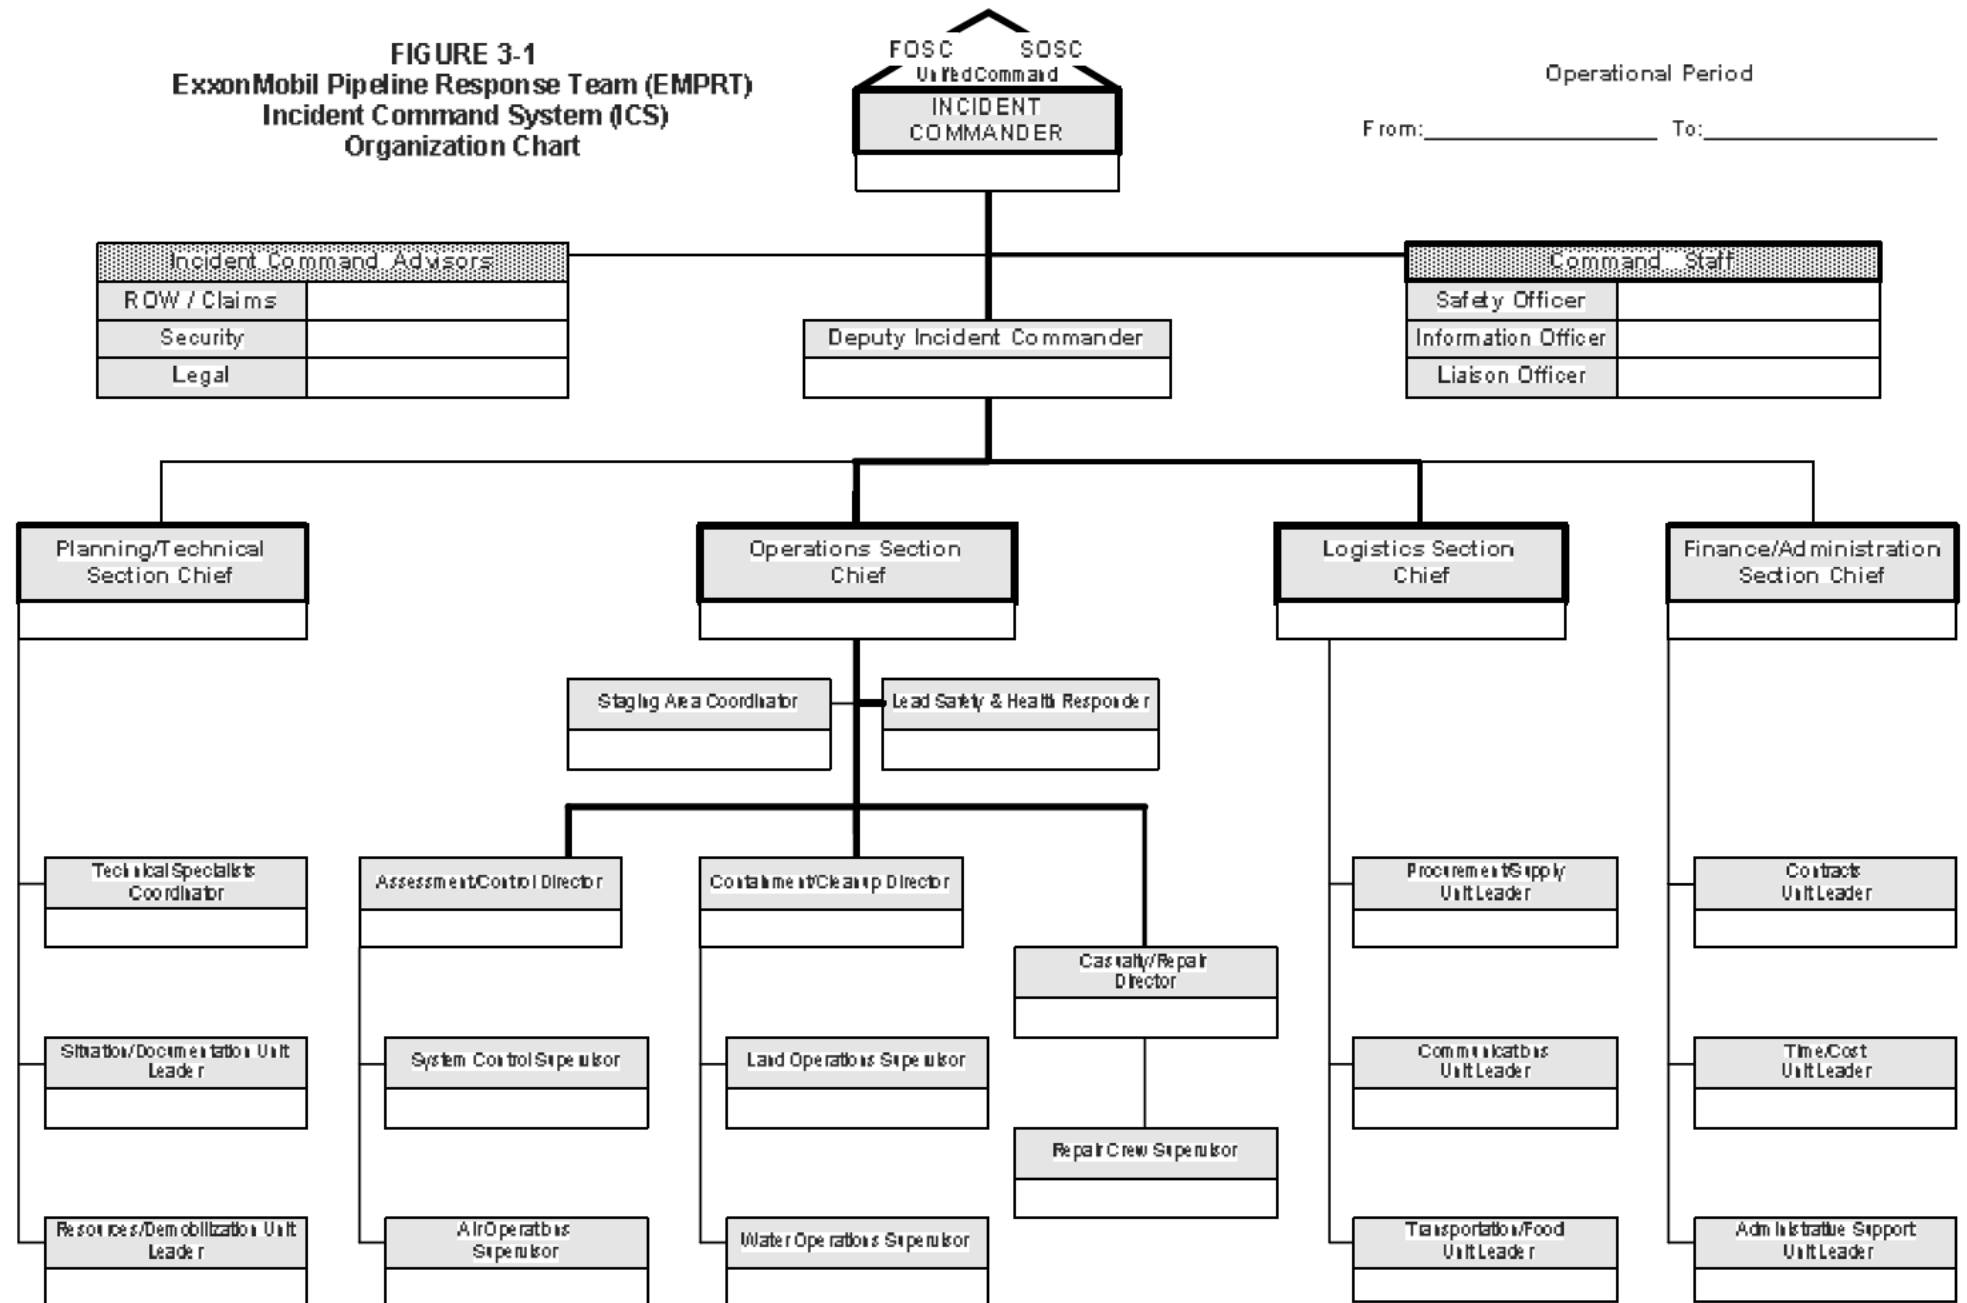 FIGURE 3-1
ExxonMobil Pipeline Response Team (EMPRT)
Incident Command System (ICS)
Organization Chart
FOSC SOSC
Unified Command
INCIDENT
COMMANDER
Operational Period
From: To:
Incident Command Advisors
ROW / Claims
Security
Legal
Deputy Incident Commander
Command Staff
Safety Officer
Information Officer
Liaison Officer
Planning/Technical
Section Chief
Operations Section
Chief
Logistics Section
Chief
Finance/Administration
Section Chief
Staging Area Coordinator
Lead Safety & Health Responder
Technical Specialists
Coordinator
Assessment/Control Director
Containment/Cleanup Director
Procurement/Supply
Unit Leader
Contracts
Unit Leader
Casualty/Repair
Director
Situation/Documentation Unit
Leader
System Control Supervisor
Land Operations Supervisor
Communications
Unit Leader
Time/Cost
Unit Leader
Repair Crew Supervisor
Resources/Demobilization Unit
Leader
Air Operations
Supervisor
Water Operations Supervisor
Transportation/Food
Unit Leader
Administrative Support
Unit Leader